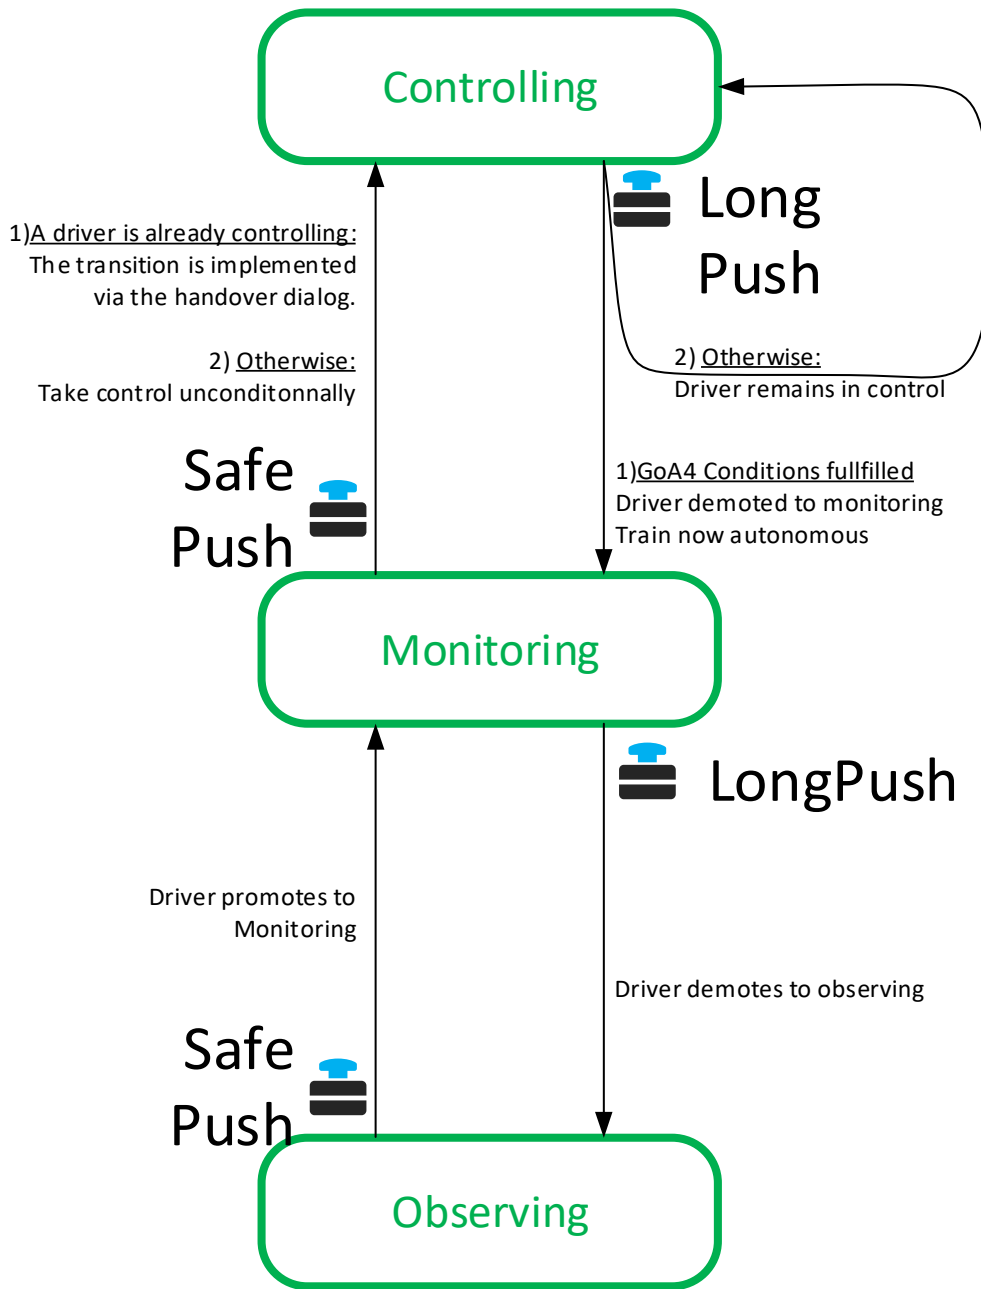 Controlling
Long
Push
1)A driver is already controlling:
The transition is implemented
via the handover dialog.
2) Otherwise:
Take control unconditonnally
2) Otherwise:
Driver remains in control
Safe
Push
1)GoA4 Conditions fullfilled
Driver demoted to monitoring
Train now autonomous
Monitoring
LongPush
Driver promotes to
Monitoring
Driver demotes to observing
Safe
Push
Observing